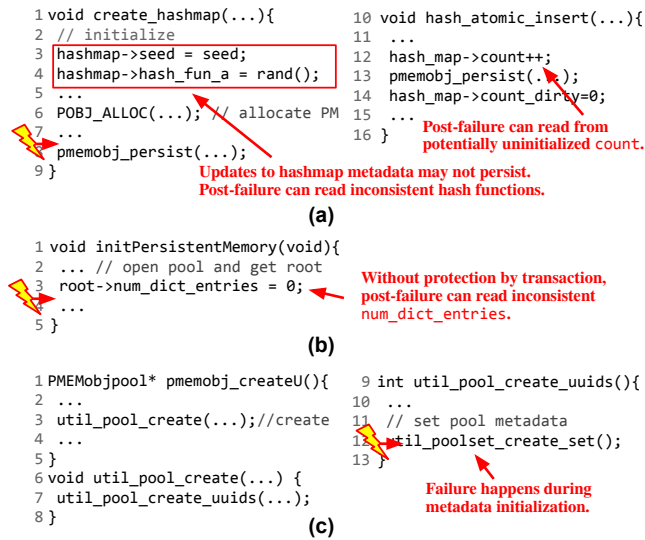 1 void create_hashmap(...){
2 // initialize
3 hashmap->seed = seed;
4 hashmap->hash_fun_a = rand();
5 ...
6 POBJ_ALLOC(...); // allocate PM
7 ...
pmemobj_persist(...);
9 }
Updates to hashmap metadata may not persist.
Post-failure can read inconsistent hash functions.
10 void hash_atomic_insert(...){
11 ...
12 hash_map->count++;
13 pmemobj_persist(...);
14 hash_map->count_dirty=0;
15 ...
16 }
Post-failure can read from
potentially uninitialized count.
(a)
1 void initPersistentMemory(void){
2 ... // open pool and get root
3 root->num_dict_entries = 0;
4 ...
5 }
Without protection by transaction,
post-failure can read inconsistent
num_dict_entries.
(b)
1 PMEMobjpool* pmemobj_createU(){
2 ...
3 util_pool_create(...);//create
4 ...
5 }
6 void util_pool_create(...) {
7 util_pool_create_uuids(...);
8 }
9 int util_pool_create_uuids(){
10 ...
11 // set pool metadata
12 util_poolset_create_set();
13 }
Failure happens during
metadata initialization.
(c)